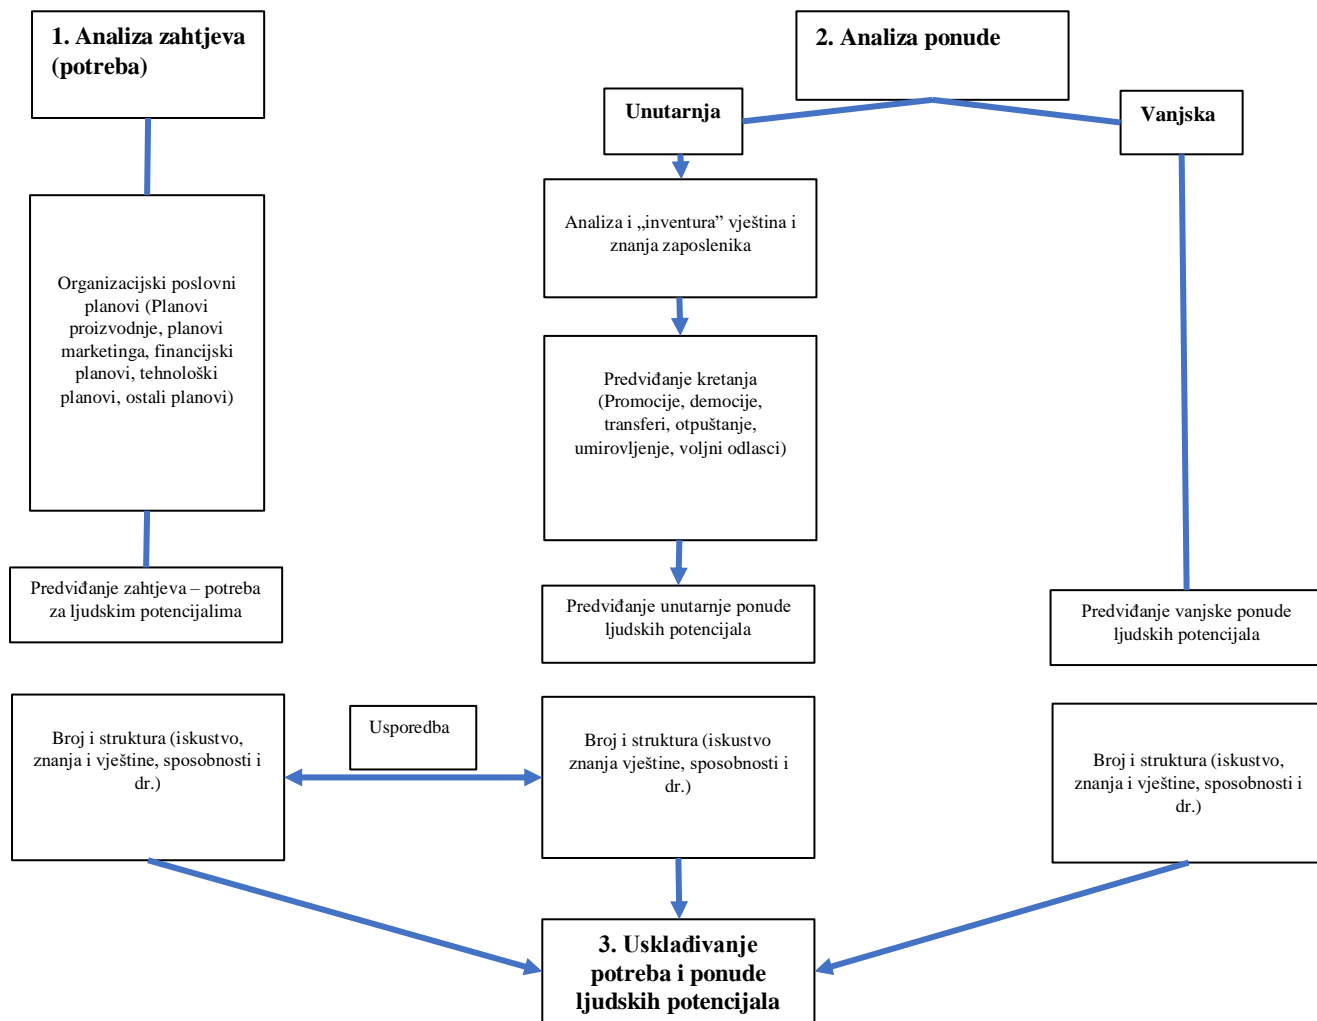 1. Analiza zahtjeva
(potreba)
2. Analiza ponude
Unutarnja
Vanjska
Analiza i „inventura” vještina i
znanja zaposlenika
Organizacijski poslovni
planovi (Planovi
proizvodnje, planovi
marketinga, financijski
planovi, tehnološki
planovi, ostali planovi)
Predviđanje kretanja
(Promocije, democije,
transferi, otpuštanje,
umirovljenje, voljni odlasci)
Predviđanje zahtjeva – potreba
za ljudskim potencijalima
Predviđanje unutarnje ponude
ljudskih potencijala
Predviđanje vanjske ponude
ljudskih potencijala
Broj i struktura (iskustvo,
znanja i vještine, sposobnosti i
dr.)
Usporedba
Broj i struktura (iskustvo
znanja vještine, sposobnosti i
dr.)
Broj i struktura (iskustvo,
znanja i vještine, sposobnosti i
dr.)
3. Usklađivanje
potreba i ponude
ljudskih potencijala